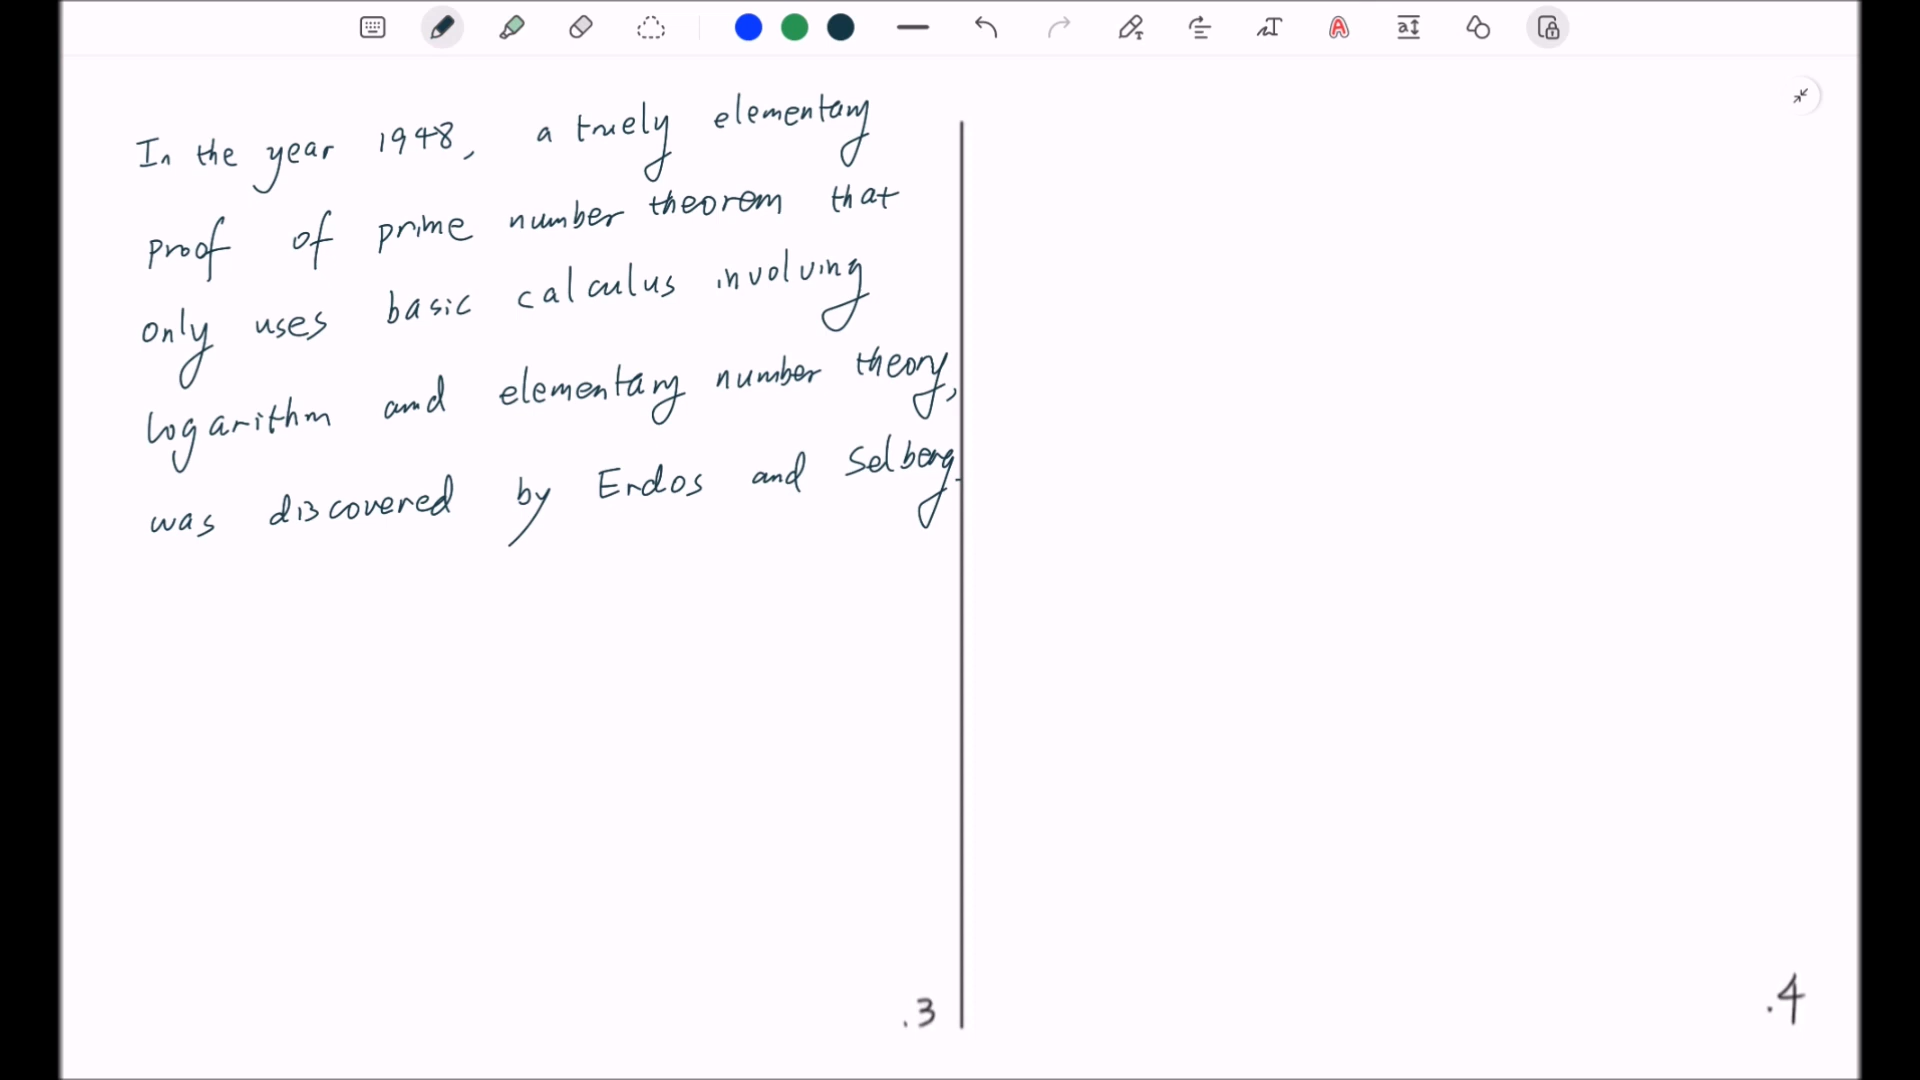 In the year 1948, a truely elementary
proof of prime number theorem that
only uses basic calculus involving
logarithm and elementary number theory,
was discovered by Erdos and Selberg.
.3
.4